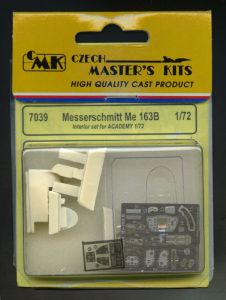 CMK
CZECH
MASTER'S KITS
HIGH QUALITY CAST PRODUCT
7039 Messerschmitt Me 163B 1/72
Interior set for ACADEMY 1/72